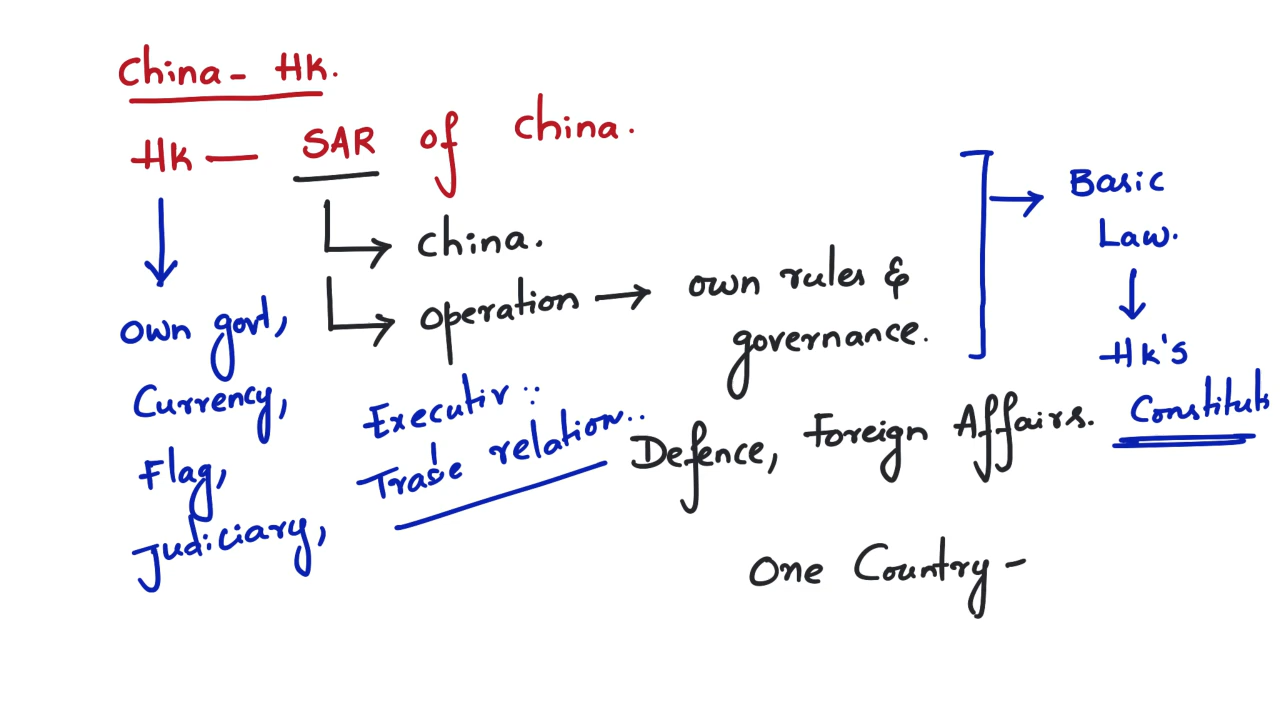 China - HK.
HK — SAR of China.
→ China.
→ operation → own rules &
governance.
→ Basic
Law.
↓
HK's
Constitut
↓
own govt,
Currency,
Flag,
Judiciary,
Executiv :
Trade relation..
Defence, Foreign Affairs.
One Country -